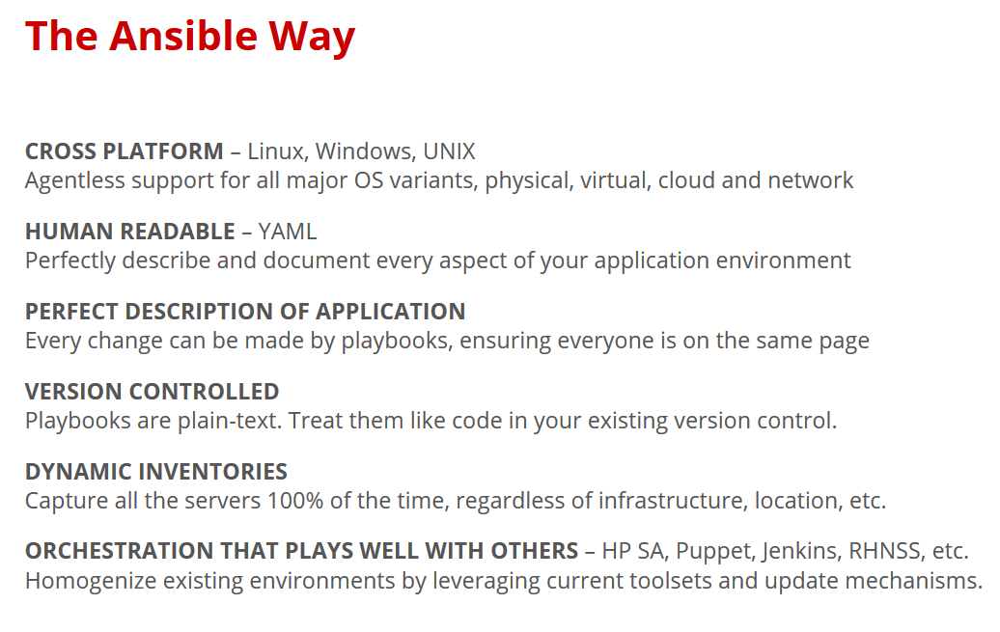 The Ansible Way
CROSS PLATFORM – Linux, Windows, UNIX
Agentless support for all major OS variants, physical, virtual, cloud and network
HUMAN READABLE – YAML
Perfectly describe and document every aspect of your application environment
PERFECT DESCRIPTION OF APPLICATION
Every change can be made by playbooks, ensuring everyone is on the same page
VERSION CONTROLLED
Playbooks are plain-text. Treat them like code in your existing version control.
DYNAMIC INVENTORIES
Capture all the servers 100% of the time, regardless of infrastructure, location, etc.
ORCHESTRATION THAT PLAYS WELL WITH OTHERS – HP SA, Puppet, Jenkins, RHNSS, etc.
Homogenize existing environments by leveraging current toolsets and update mechanisms.